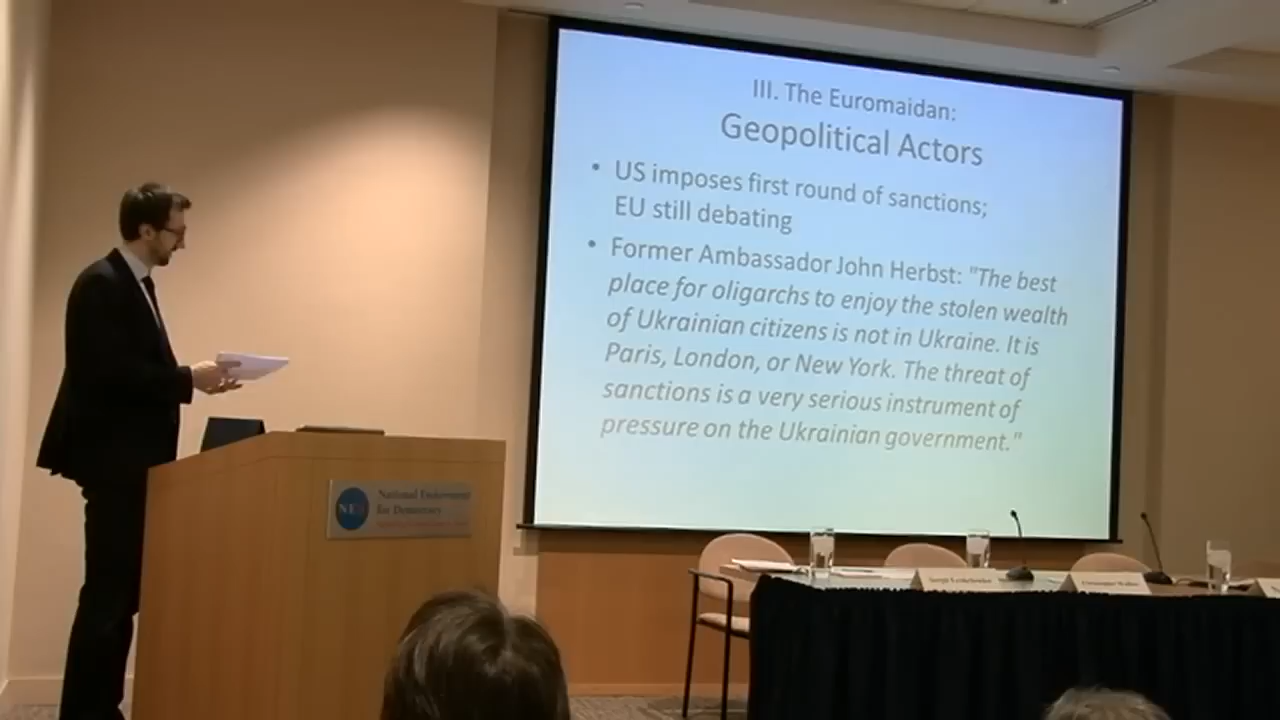 III. The Euromaidan:
Geopolitical Actors
• US imposes first round of sanctions;
EU still debating
• Former Ambassador John Herbst: "The best
place for oligarchs to enjoy the stolen wealth
of Ukrainian citizens is not in Ukraine. It is
Paris, London, or New York. The threat of
sanctions is a very serious instrument of
pressure on the Ukrainian government."
National Endowment
for Democracy